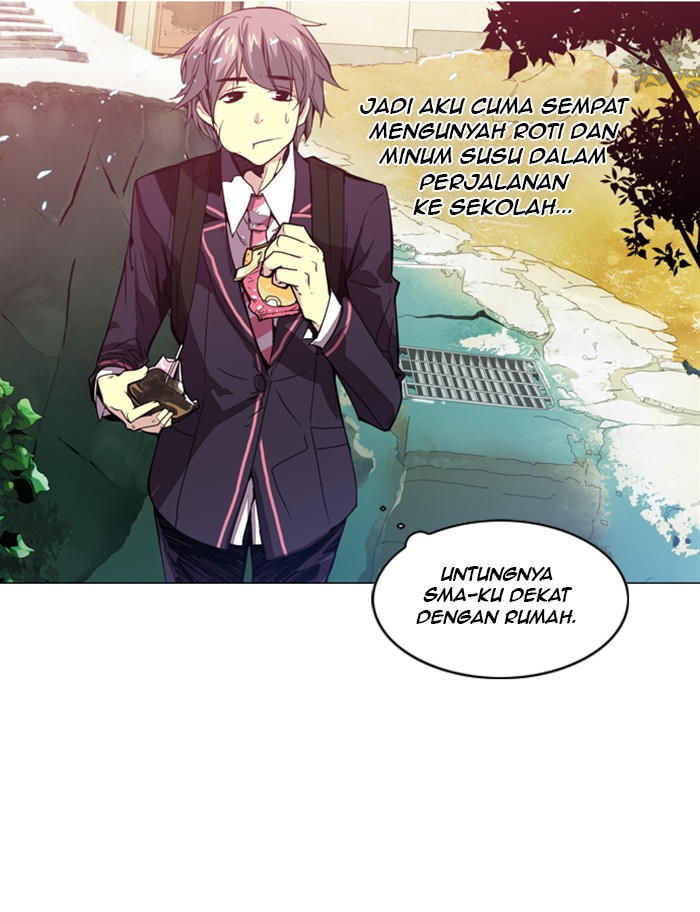 JADI AKU CUMA SEMPAT
MENGUNYAH ROTI DAN
MINUM SUSU DALAM
PERJALANAN
KE SEKOLAH...
UNTUNGNYA
SMA-KU DEKAT
DENGAN RUMAH.